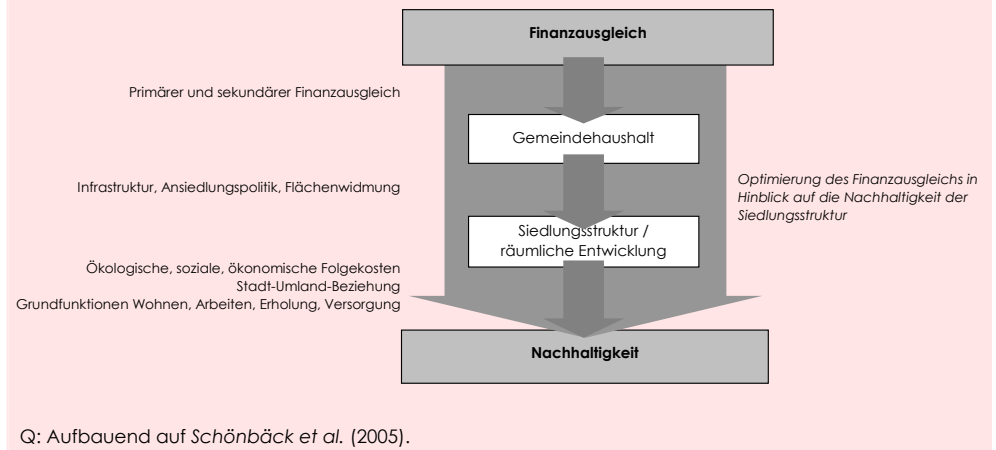 Finanzausgleich
Primärer und sekundärer Finanzausgleich
Gemeindehaushalt
Infrastruktur, Ansiedlungspolitik, Flächenwidmung
Optimierung des Finanzausgleichs in
Hinblick auf die Nachhaltigkeit der
Siedlungsstruktur
Siedlungsstruktur /
räumliche Entwicklung
Ökologische, soziale, ökonomische Folgekosten
Stadt-Umland-Beziehung
Grundfunktionen Wohnen, Arbeiten, Erholung, Versorgung
Nachhaltigkeit
Q: Aufbauend auf Schönbäck et al. (2005).